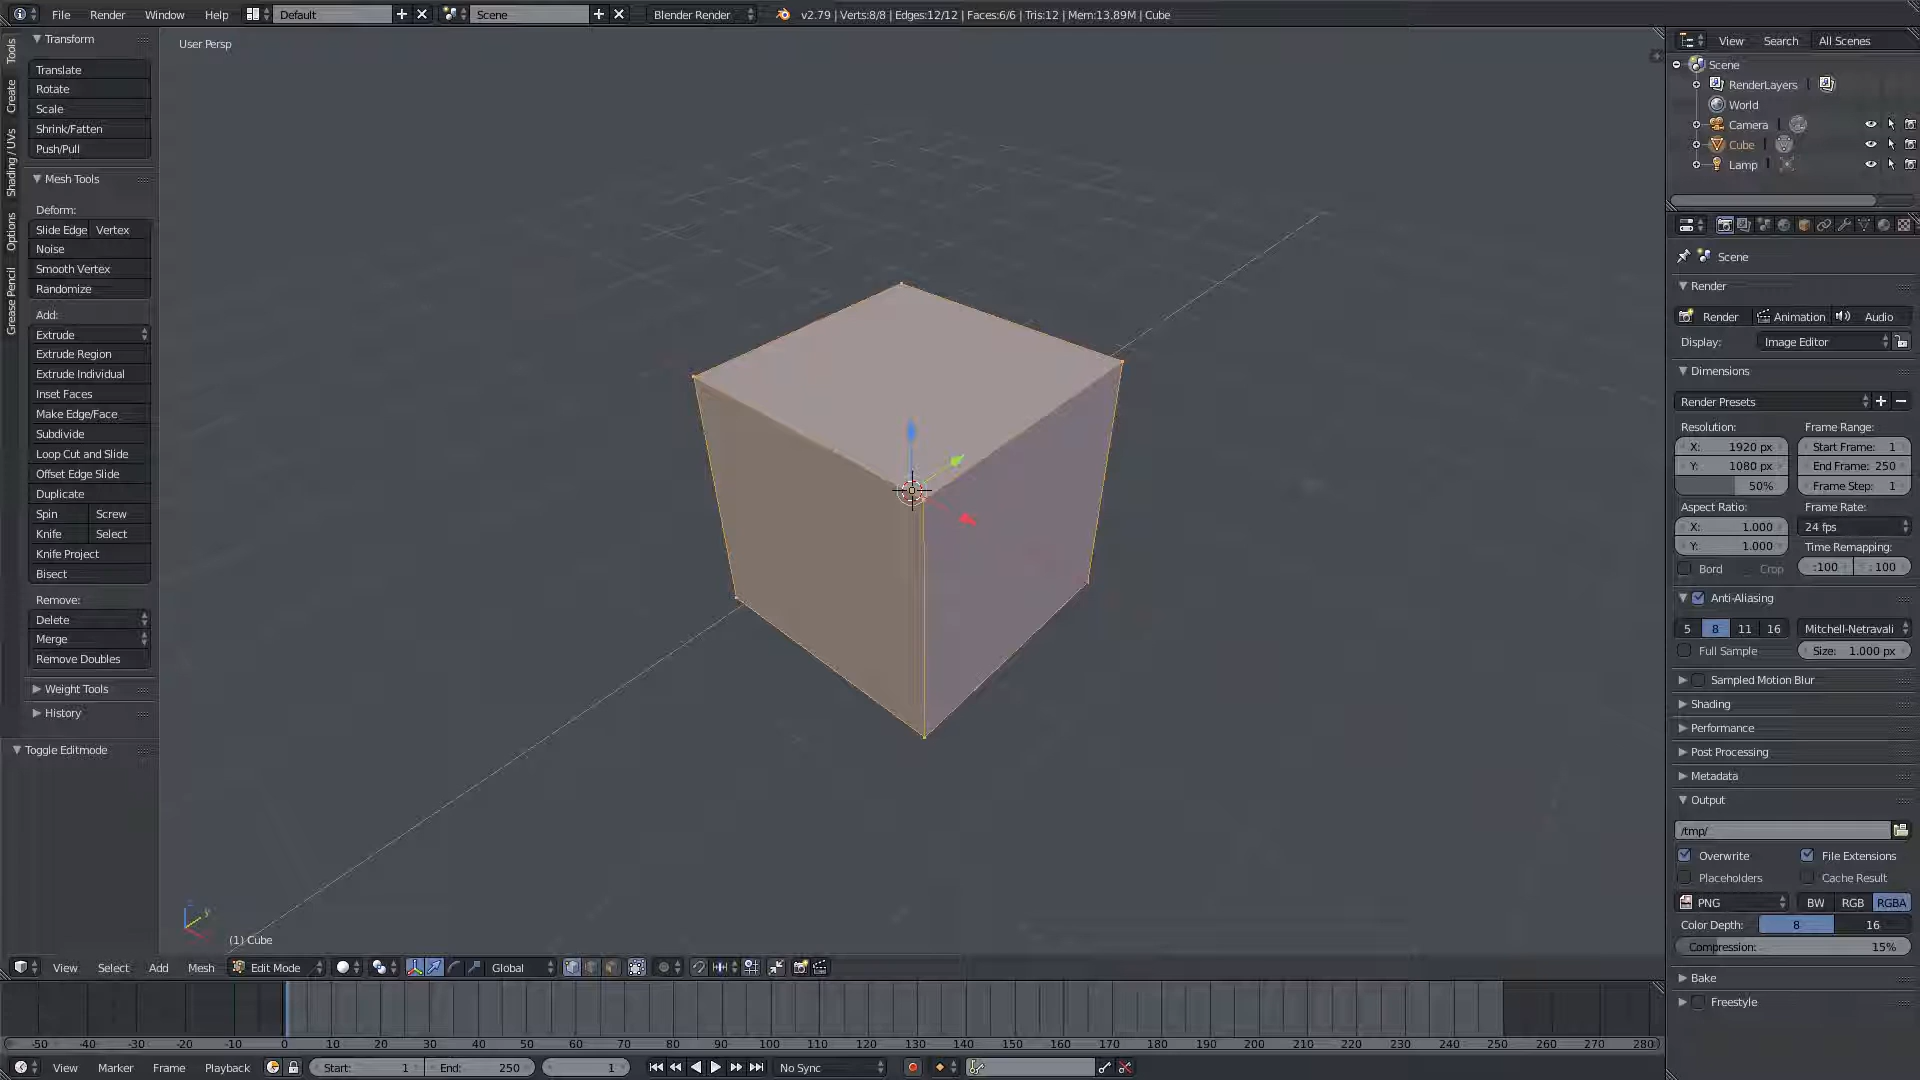 File Render Window Help Default Scene Blender Render v2.79 | Verts:8/8 | Edges:12/12 | Faces:6/6 | Tris:12 | Mem:13.89M | Cube
Tools
Create
Shading / UVs
Options
Grease Pencil
Transform
Translate
Rotate
Scale
Shrink/Fatten
Push/Pull
Mesh Tools
Deform:
Slide Edge Vertex
Noise
Smooth Vertex
Randomize
Add:
Extrude
Extrude Region
Extrude Individual
Inset Faces
Make Edge/Face
Subdivide
Loop Cut and Slide
Offset Edge Slide
Duplicate
Spin Screw
Knife Select
Knife Project
Bisect
Remove:
Delete
Merge
Remove Doubles
Weight Tools
History
Toggle Editmode
User Persp
(1) Cube
View Select Add Mesh Edit Mode Global
-50 -40 -30 -20 -10 0 10 20 30 40 50 60 70 80 90 100 110 120 130 140 150 160 170 180 190 200 210 220 230 240 250 260 270 280
View Marker Frame Playback Start: 1 End: 250 1 No Sync
View Search All Scenes
Scene
RenderLayers
World
Camera
Cube
Lamp
Scene
Render
Render Animation Audio
Display: Image Editor
Dimensions
Render Presets
Resolution: Frame Range:
X: 1920 px Start Frame: 1
Y: 1080 px End Frame: 250
50% Frame Step: 1
Aspect Ratio: Frame Rate:
X: 1.000 24 fps
Y: 1.000 Time Remapping:
Bord Crop :100 :100
Anti-Aliasing
5 8 11 16 Mitchell-Netravali
Full Sample Size: 1.000 px
Sampled Motion Blur
Shading
Performance
Post Processing
Metadata
Output
/tmp/
Overwrite File Extensions
Placeholders Cache Result
PNG BW RGB RGBA
Color Depth: 8 16
Compression: 15%
Bake
Freestyle